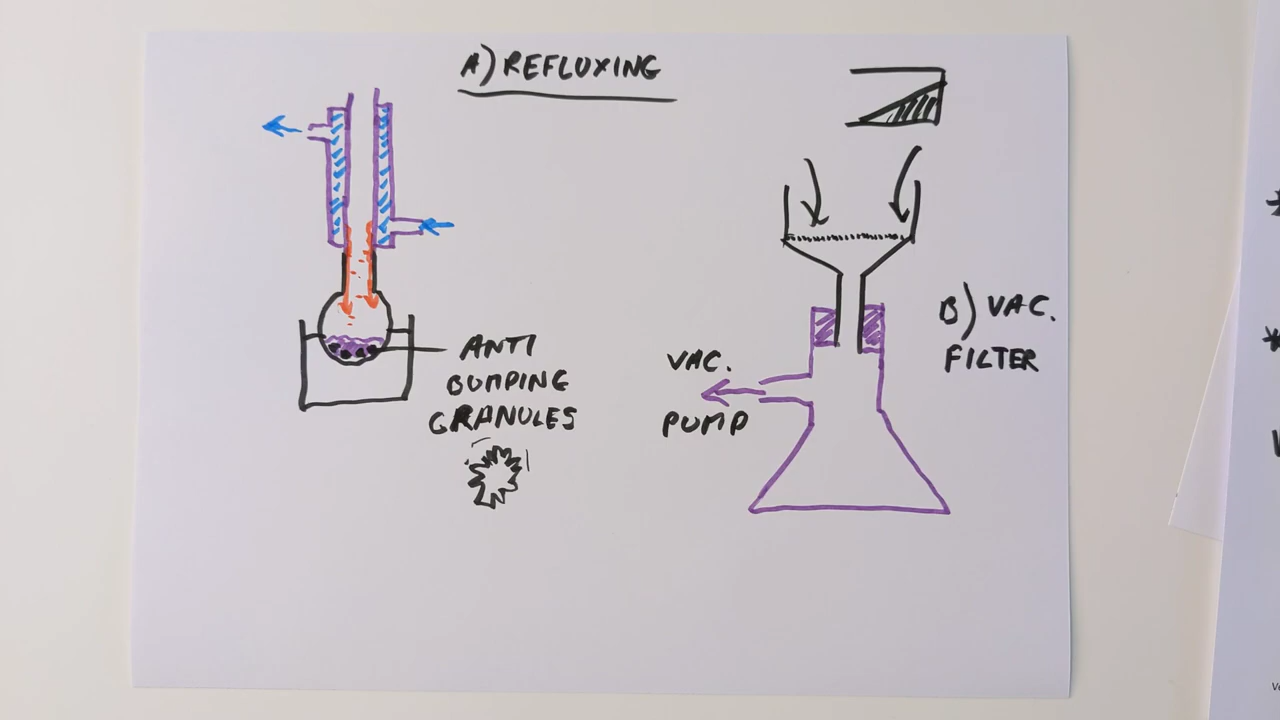 A) REFLUXING
ANTI
BUMPING
GRANULES
VAC.
PUMP
B) VAC.
FILTER